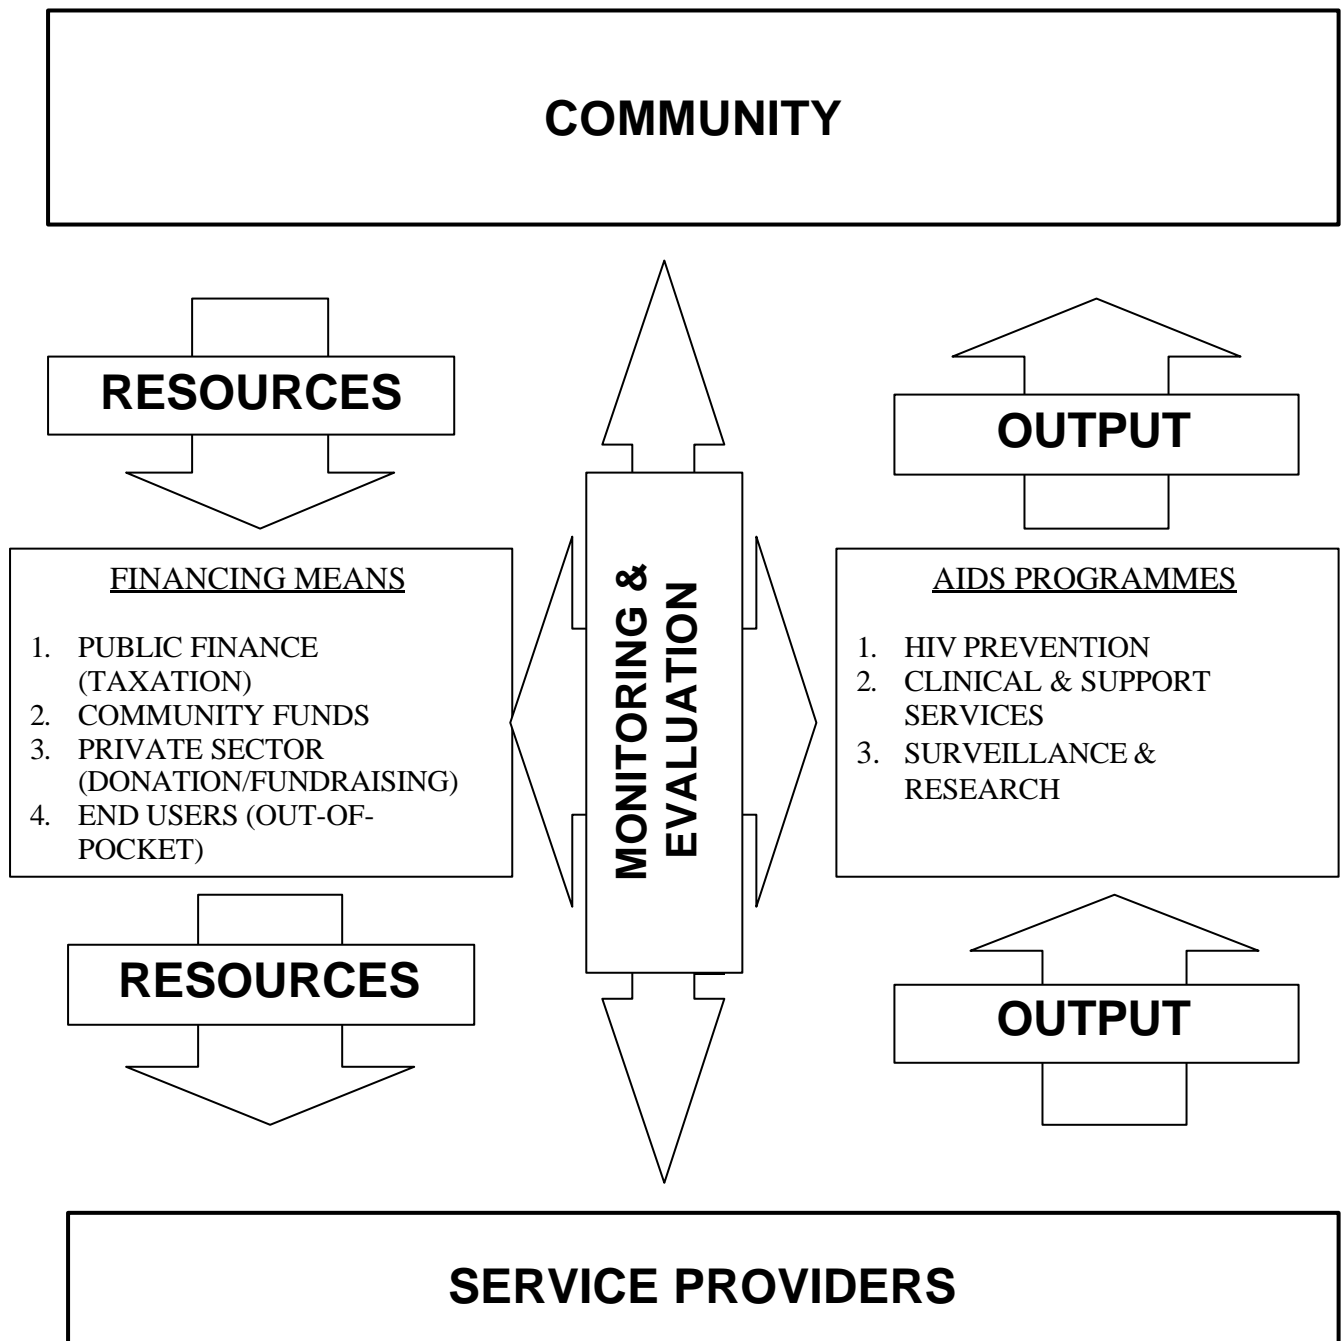 COMMUNITY
RESOURCES
OUTPUT
FINANCING MEANS
1. PUBLIC FINANCE
(TAXATION)
2. COMMUNITY FUNDS
3. PRIVATE SECTOR
(DONATION/FUNDRAISING)
4. END USERS (OUT-OF-
POCKET)
MONITORING &
EVALUATION
AIDS PROGRAMMES
1. HIV PREVENTION
2. CLINICAL & SUPPORT
SERVICES
3. SURVEILLANCE &
RESEARCH
RESOURCES
OUTPUT
SERVICE PROVIDERS